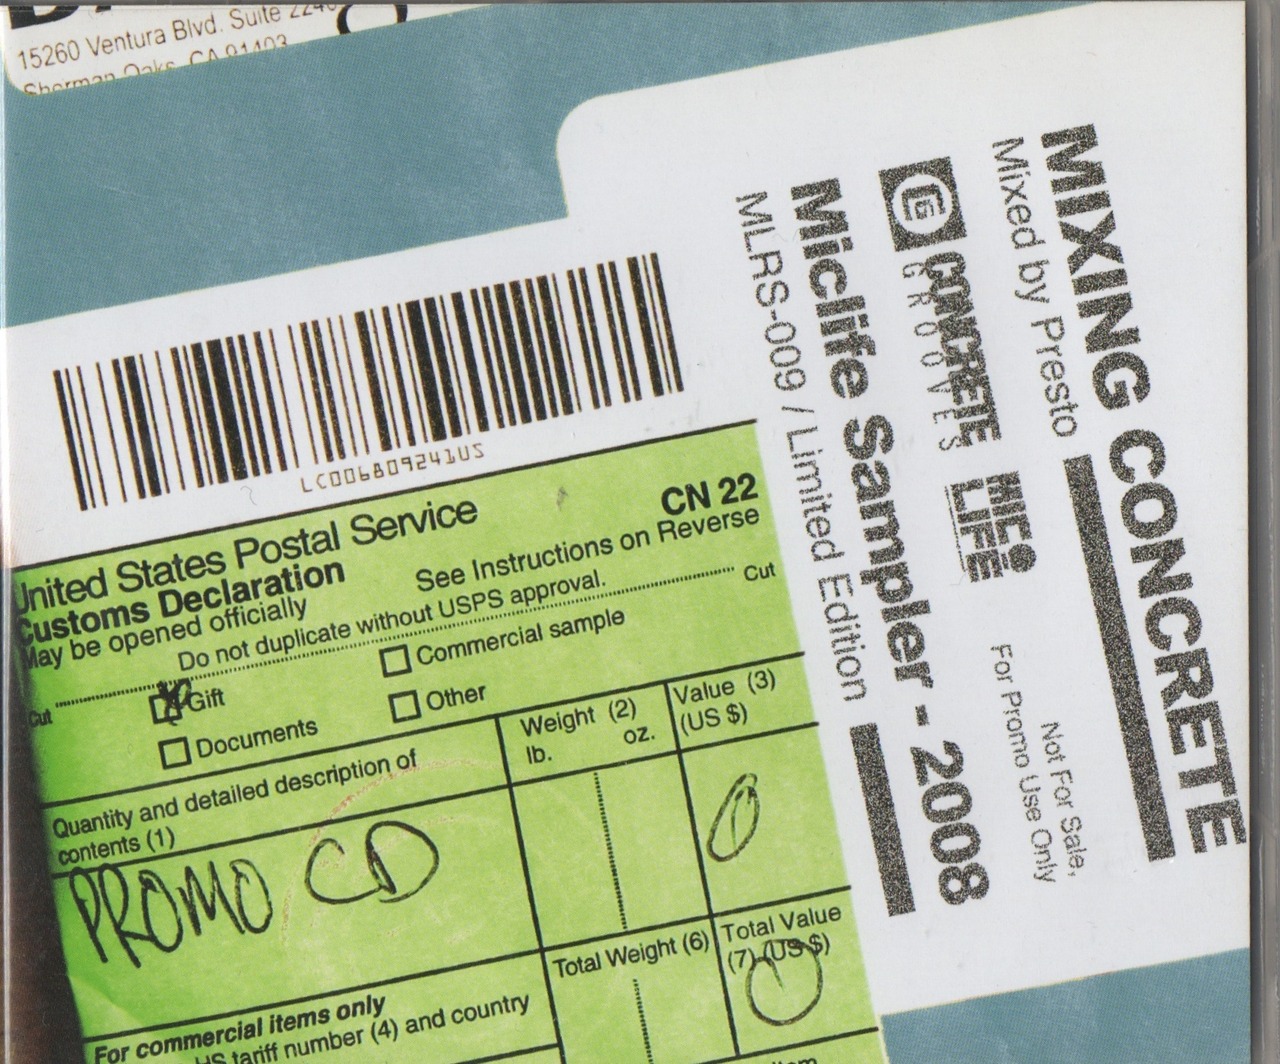 15260 Ventura Blvd. Suite 2240
Sherman Oaks, CA 91403
LC006809241US
United States Postal Service
Customs Declaration
May be opened officially
CN 22
See Instructions on Reverse
Do not duplicate without USPS approval.
Cut
Cut
Gift
Commercial sample
Documents
Other
Quantity and detailed description of
contents (1)
Weight (2)
lb. oz.
Value (3)
(US $)
PROMO CD
0
Total Weight (6)
Total Value
(7) (US $)
0
For commercial items only
HS tariff number (4) and country
MIXING CONCRETE
Mixed by Presto
CONCRETE
GROOVES
MIC
LIFE
Not For Sale,
For Promo Use Only
Miclife Sampler - 2008
MLRS-009 / Limited Edition